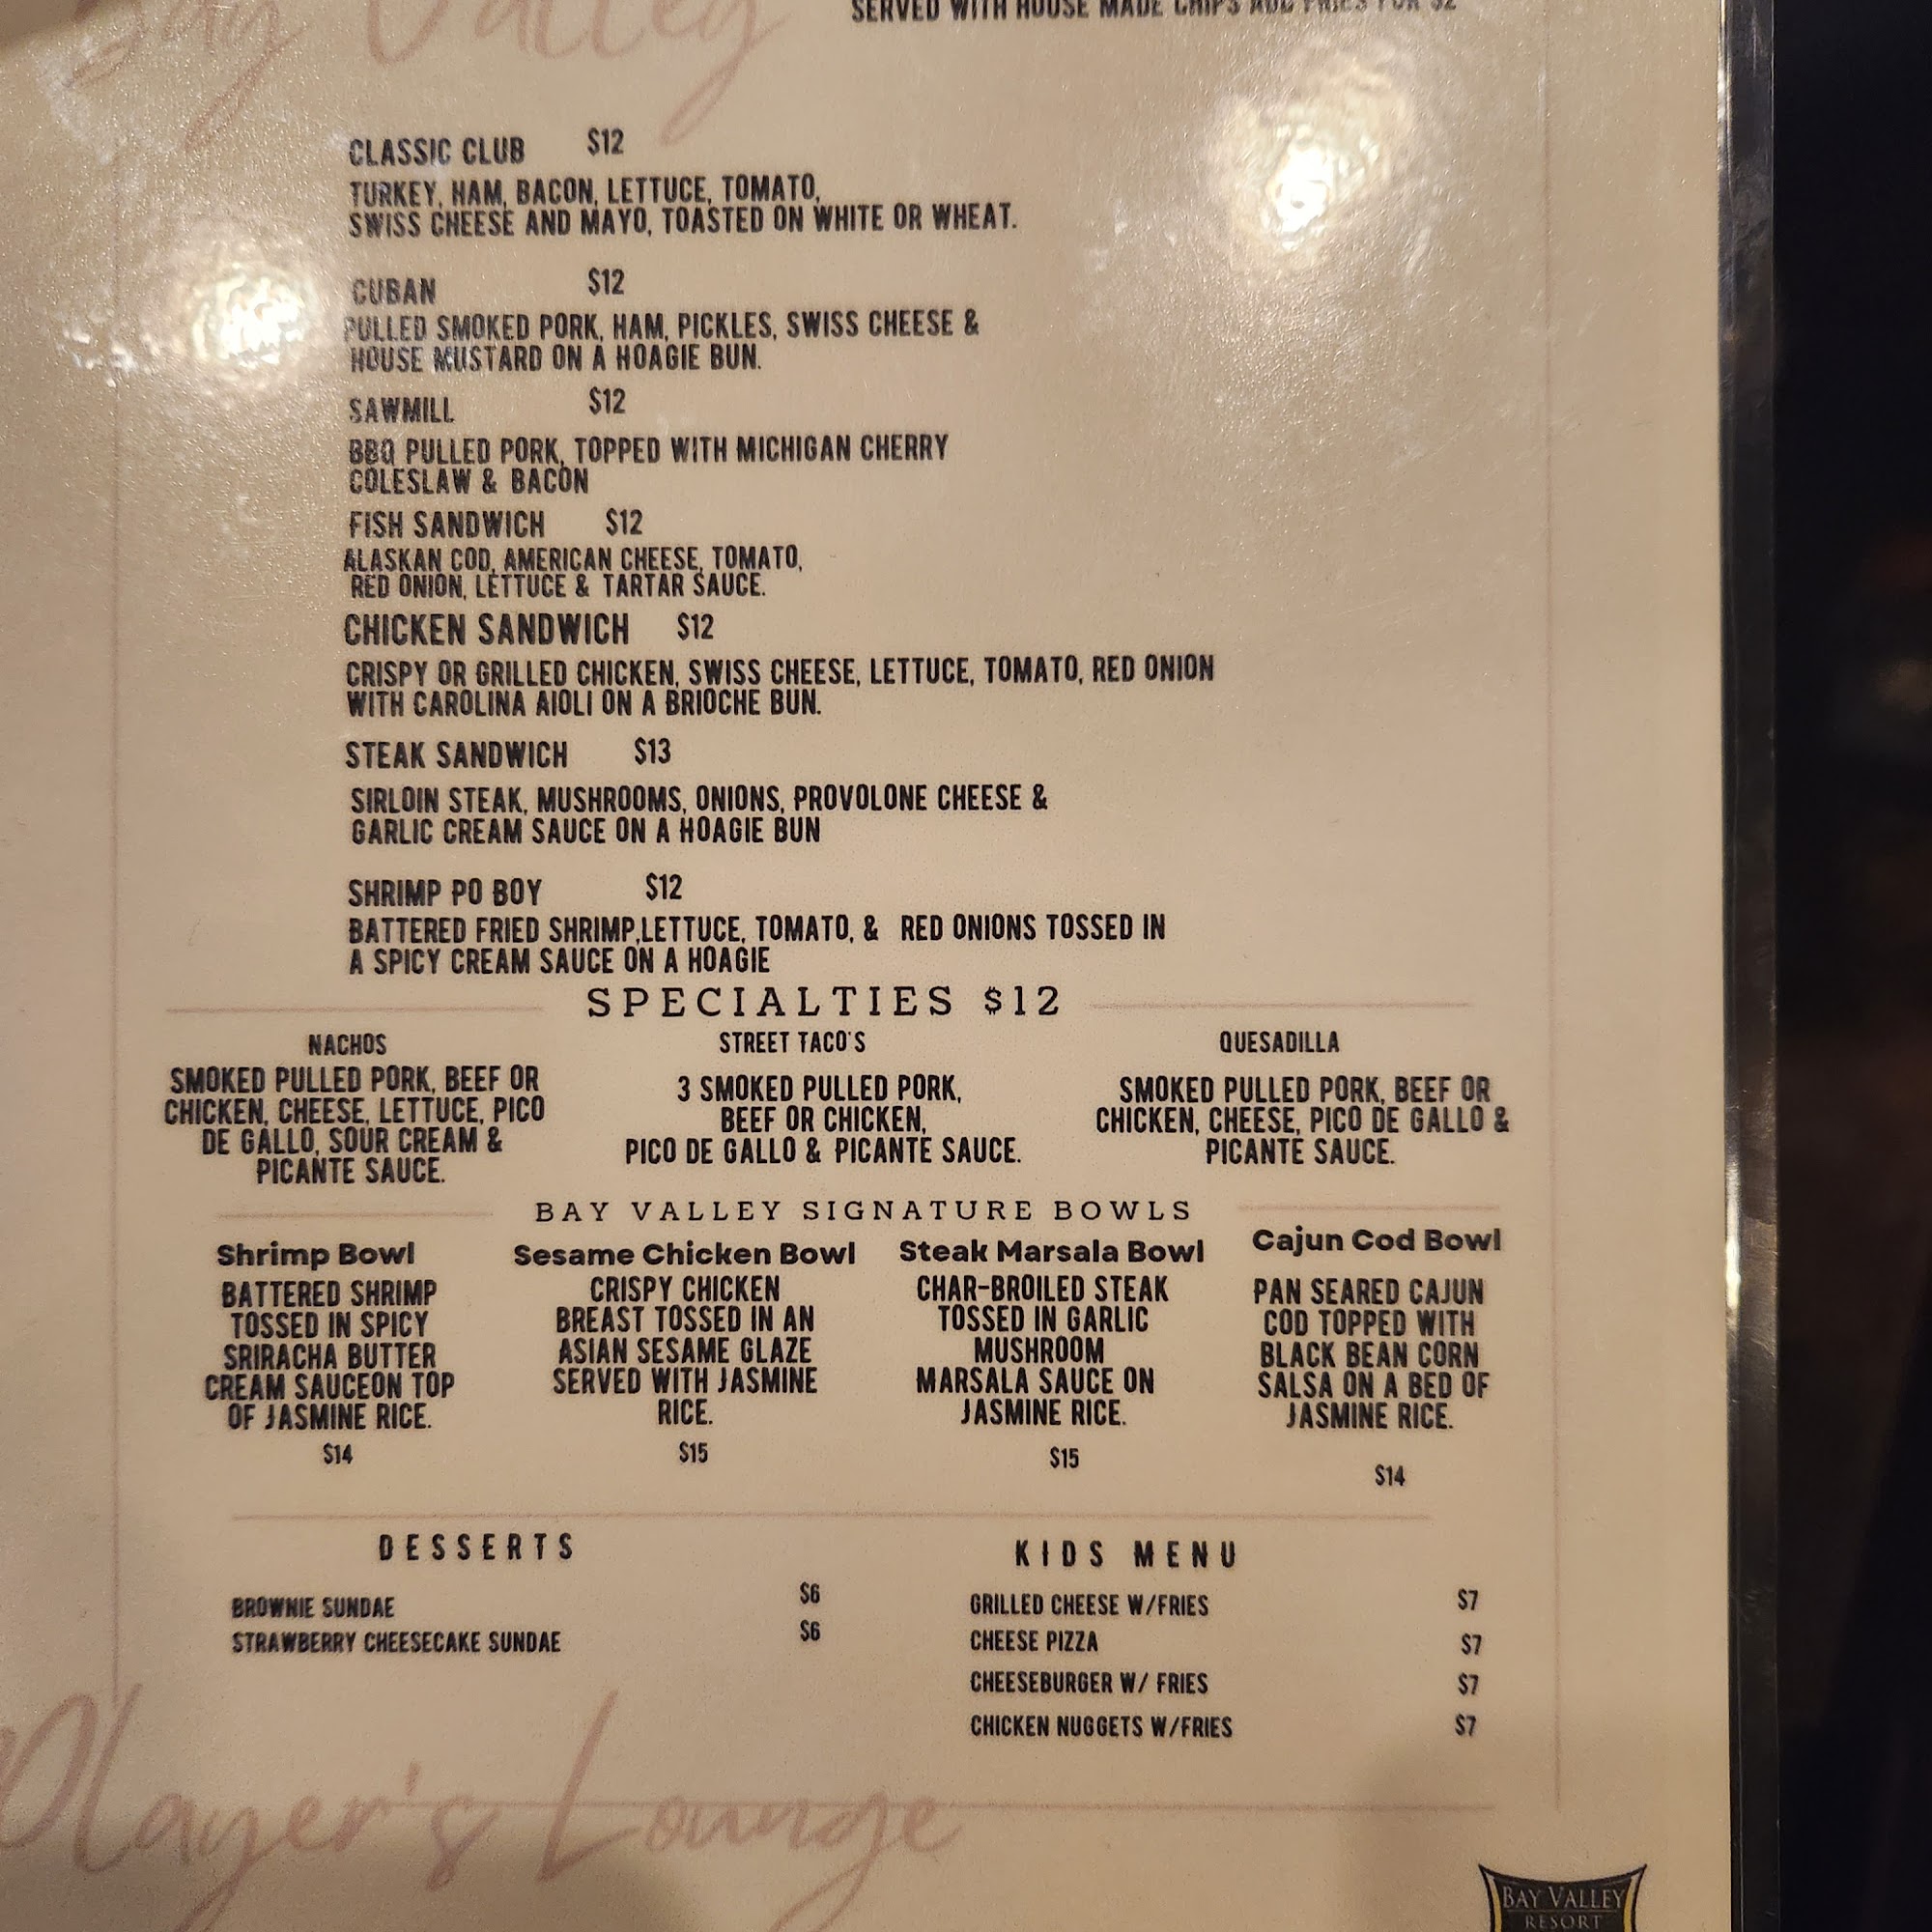 Bay Valley
SERVED WITH HOUSE MADE CHIPS ADD FRIES FOR $2
CLASSIC CLUB $12
TURKEY, HAM, BACON, LETTUCE, TOMATO,
SWISS CHEESE AND MAYO, TOASTED ON WHITE OR WHEAT.
CUBAN $12
PULLED SMOKED PORK, HAM, PICKLES, SWISS CHEESE &
HOUSE MUSTARD ON A HOAGIE BUN.
SAWMILL $12
BBQ PULLED PORK, TOPPED WITH MICHIGAN CHERRY
COLESLAW & BACON
FISH SANDWICH $12
ALASKAN COD, AMERICAN CHEESE, TOMATO,
RED ONION, LETTUCE & TARTAR SAUCE.
CHICKEN SANDWICH $12
CRISPY OR GRILLED CHICKEN, SWISS CHEESE, LETTUCE, TOMATO, RED ONION
WITH CAROLINA AIOLI ON A BRIOCHE BUN.
STEAK SANDWICH $13
SIRLOIN STEAK, MUSHROOMS, ONIONS, PROVOLONE CHEESE &
GARLIC CREAM SAUCE ON A HOAGIE BUN
SHRIMP PO BOY $12
BATTERED FRIED SHRIMP,LETTUCE, TOMATO, & RED ONIONS TOSSED IN
A SPICY CREAM SAUCE ON A HOAGIE
SPECIALTIES $12
NACHOS
SMOKED PULLED PORK, BEEF OR
CHICKEN, CHEESE, LETTUCE, PICO
DE GALLO, SOUR CREAM &
PICANTE SAUCE.
STREET TACO'S
3 SMOKED PULLED PORK,
BEEF OR CHICKEN,
PICO DE GALLO & PICANTE SAUCE.
QUESADILLA
SMOKED PULLED PORK, BEEF OR
CHICKEN, CHEESE, PICO DE GALLO &
PICANTE SAUCE.
BAY VALLEY SIGNATURE BOWLS
Shrimp Bowl
BATTERED SHRIMP
TOSSED IN SPICY
SRIRACHA BUTTER
CREAM SAUCEON TOP
OF JASMINE RICE.
$14
Sesame Chicken Bowl
CRISPY CHICKEN
BREAST TOSSED IN AN
ASIAN SESAME GLAZE
SERVED WITH JASMINE
RICE.
$15
Steak Marsala Bowl
CHAR-BROILED STEAK
TOSSED IN GARLIC
MUSHROOM
MARSALA SAUCE ON
JASMINE RICE.
$15
Cajun Cod Bowl
PAN SEARED CAJUN
COD TOPPED WITH
BLACK BEAN CORN
SALSA ON A BED OF
JASMINE RICE.
$14
DESSERTS
BROWNIE SUNDAE $6
STRAWBERRY CHEESECAKE SUNDAE $6
KIDS MENU
GRILLED CHEESE W/FRIES $7
CHEESE PIZZA $7
CHEESEBURGER W/ FRIES $7
CHICKEN NUGGETS W/FRIES $7
Player's Lounge
BAY VALLEY
RESORT